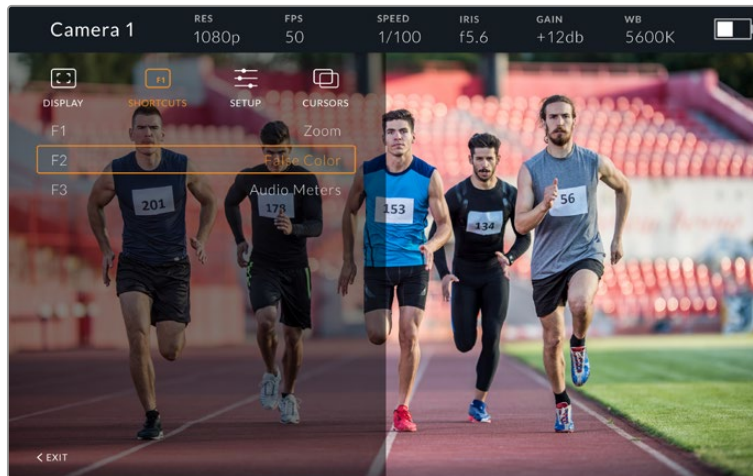 Camera 1
RES FPS SPEED IRIS GAIN WB
1080p 50 1/100 f5.6 +12db 5600K
F1
DISPLAY SHORTCUTS SETUP CURSORS
F1 Zoom
F2 False Color
F3 Audio Meters
201 178 153 134 56
< EXIT